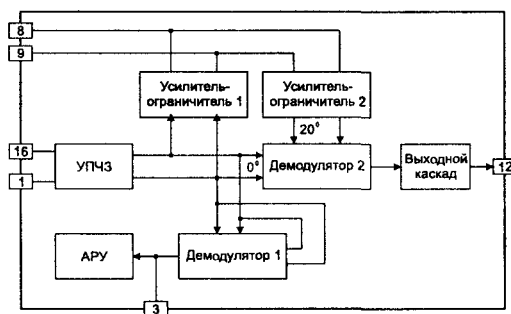 8
9
Усилитель-
ограничитель 1
Усилитель-
ограничитель 2
20°
16
1
УПЧЗ
0°
Демодулятор 2
Выходной
каскад
12
АРУ
Демодулятор 1
3